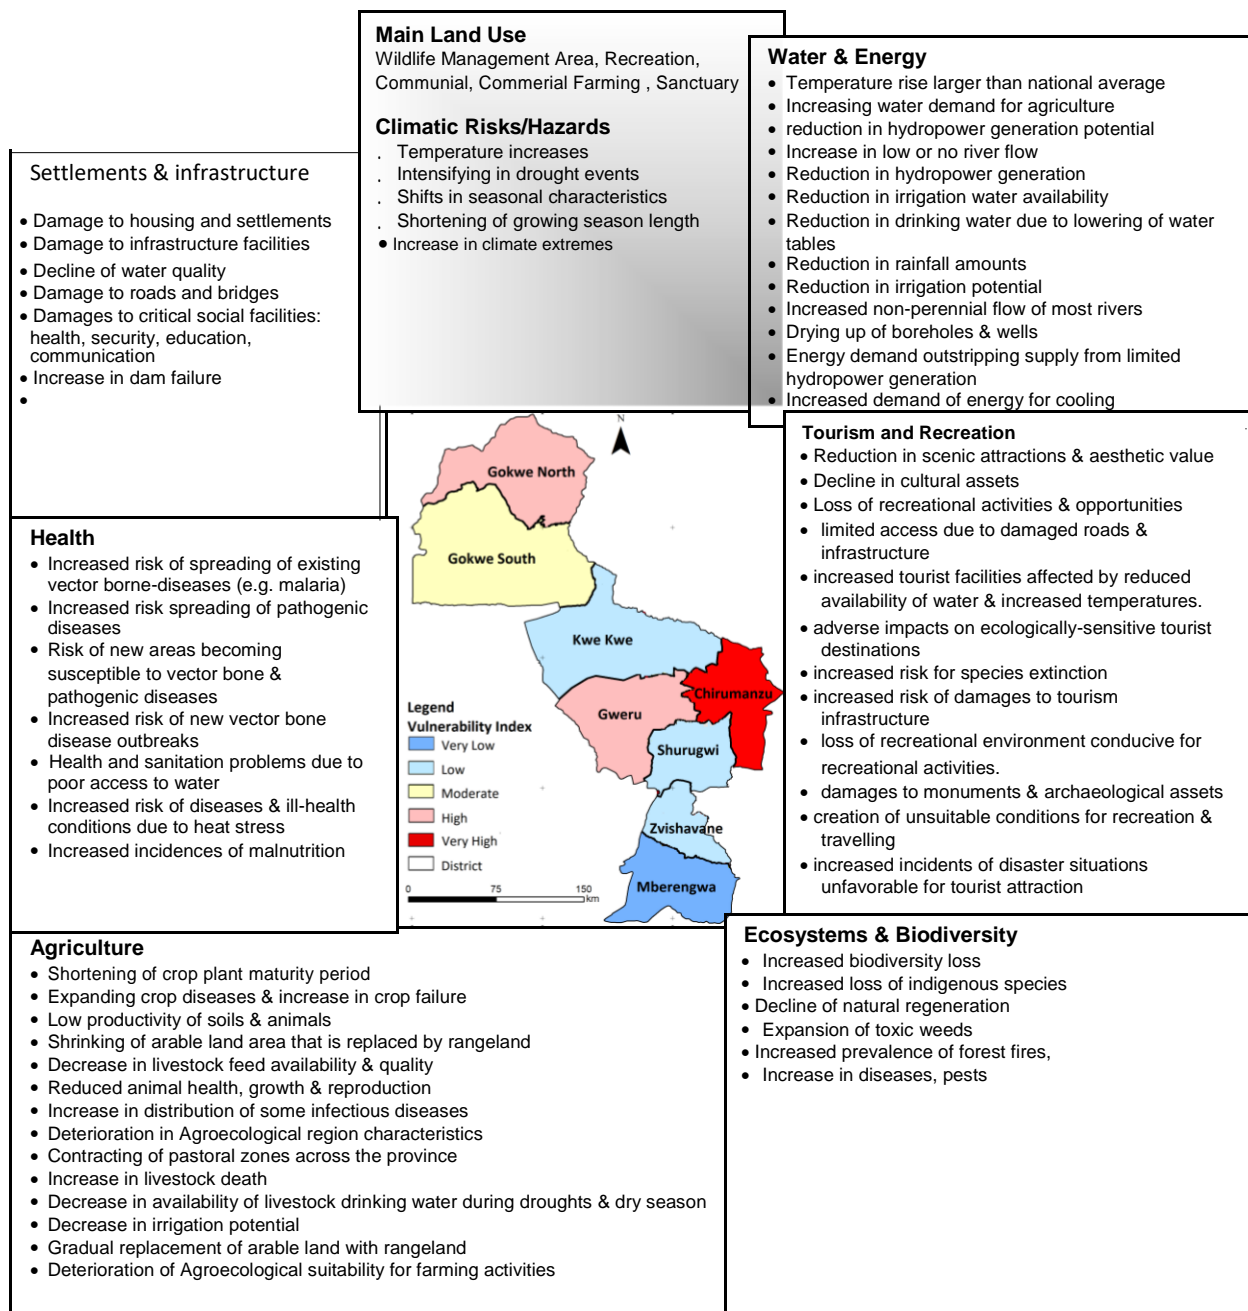 Main Land Use
Wildlife Management Area, Recreation,
Communial, Commerial Farming , Sanctuary
Climatic Risks/Hazards
. Temperature increases
. Intensifying in drought events
. Shifts in seasonal characteristics
. Shortening of growing season length
• Increase in climate extremes
Water & Energy
• Temperature rise larger than national average
• Increasing water demand for agriculture
• reduction in hydropower generation potential
• Increase in low or no river flow
• Reduction in hydropower generation
• Reduction in irrigation water availability
• Reduction in drinking water due to lowering of water
tables
• Reduction in rainfall amounts
• Reduction in irrigation potential
• Increased non-perennial flow of most rivers
• Drying up of boreholes & wells
• Energy demand outstripping supply from limited
hydropower generation
• Increased demand of energy for cooling
Settlements & infrastructure
• Damage to housing and settlements
• Damage to infrastructure facilities
• Decline of water quality
• Damage to roads and bridges
• Damages to critical social facilities:
health, security, education,
communication
• Increase in dam failure
•
N
Gokwe North
Gokwe South
Kwe Kwe
Chirumanzu
Gweru
Shurugwi
Zvishavane
Mberengwa
Legend
Vulnerability Index
Very Low
Low
Moderate
High
Very High
District
0 75 150
km
Tourism and Recreation
• Reduction in scenic attractions & aesthetic value
• Decline in cultural assets
• Loss of recreational activities & opportunities
• limited access due to damaged roads &
infrastructure
• increased tourist facilities affected by reduced
availability of water & increased temperatures.
• adverse impacts on ecologically-sensitive tourist
destinations
• increased risk for species extinction
• increased risk of damages to tourism
infrastructure
• loss of recreational environment conducive for
recreational activities.
• damages to monuments & archaeological assets
• creation of unsuitable conditions for recreation &
travelling
• increased incidents of disaster situations
unfavorable for tourist attraction
Health
• Increased risk of spreading of existing
vector borne-diseases (e.g. malaria)
• Increased risk spreading of pathogenic
diseases
• Risk of new areas becoming
susceptible to vector bone &
pathogenic diseases
• Increased risk of new vector bone
disease outbreaks
• Health and sanitation problems due to
poor access to water
• Increased risk of diseases & ill-health
conditions due to heat stress
• Increased incidences of malnutrition
Agriculture
• Shortening of crop plant maturity period
• Expanding crop diseases & increase in crop failure
• Low productivity of soils & animals
• Shrinking of arable land area that is replaced by rangeland
• Decrease in livestock feed availability & quality
• Reduced animal health, growth & reproduction
• Increase in distribution of some infectious diseases
• Deterioration in Agroecological region characteristics
• Contracting of pastoral zones across the province
• Increase in livestock death
• Decrease in availability of livestock drinking water during droughts & dry season
• Decrease in irrigation potential
• Gradual replacement of arable land with rangeland
• Deterioration of Agroecological suitability for farming activities
Ecosystems & Biodiversity
• Increased biodiversity loss
• Increased loss of indigenous species
• Decline of natural regeneration
• Expansion of toxic weeds
• Increased prevalence of forest fires,
• Increase in diseases, pests